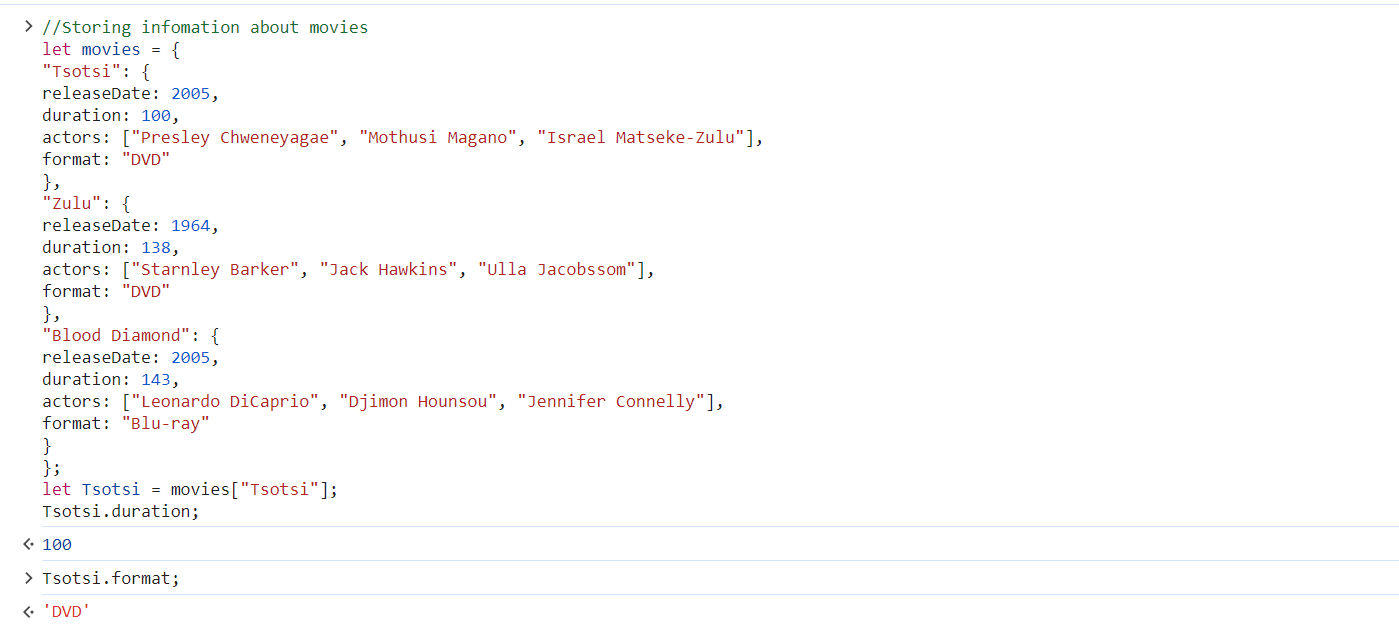 //Storing infomation about movies
let movies = {
"Tsotsi": {
releaseDate: 2005,
duration: 100,
actors: ["Presley Chweneyagae", "Mothusi Magano", "Israel Matseke-Zulu"],
format: "DVD"
},
"Zulu": {
releaseDate: 1964,
duration: 138,
actors: ["Starnley Barker", "Jack Hawkins", "Ulla Jacobssom"],
format: "DVD"
},
"Blood Diamond": {
releaseDate: 2005,
duration: 143,
actors: ["Leonardo DiCaprio", "Djimon Hounsou", "Jennifer Connelly"],
format: "Blu-ray"
}
};
let Tsotsi = movies["Tsotsi"];
Tsotsi.duration;
100
Tsotsi.format;
'DVD'